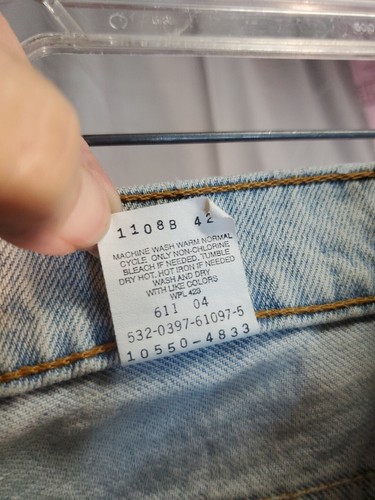 1108B 42
MACHINE WASH WARM NORMAL
CYCLE. ONLY NON-CHLORINE
BLEACH IF NEEDED. TUMBLE
DRY HOT. HOT IRON IF NEEDED
WASH AND DRY
WITH LIKE COLORS
WPL 423
611 04
532-0397-61097-5
10550-4833